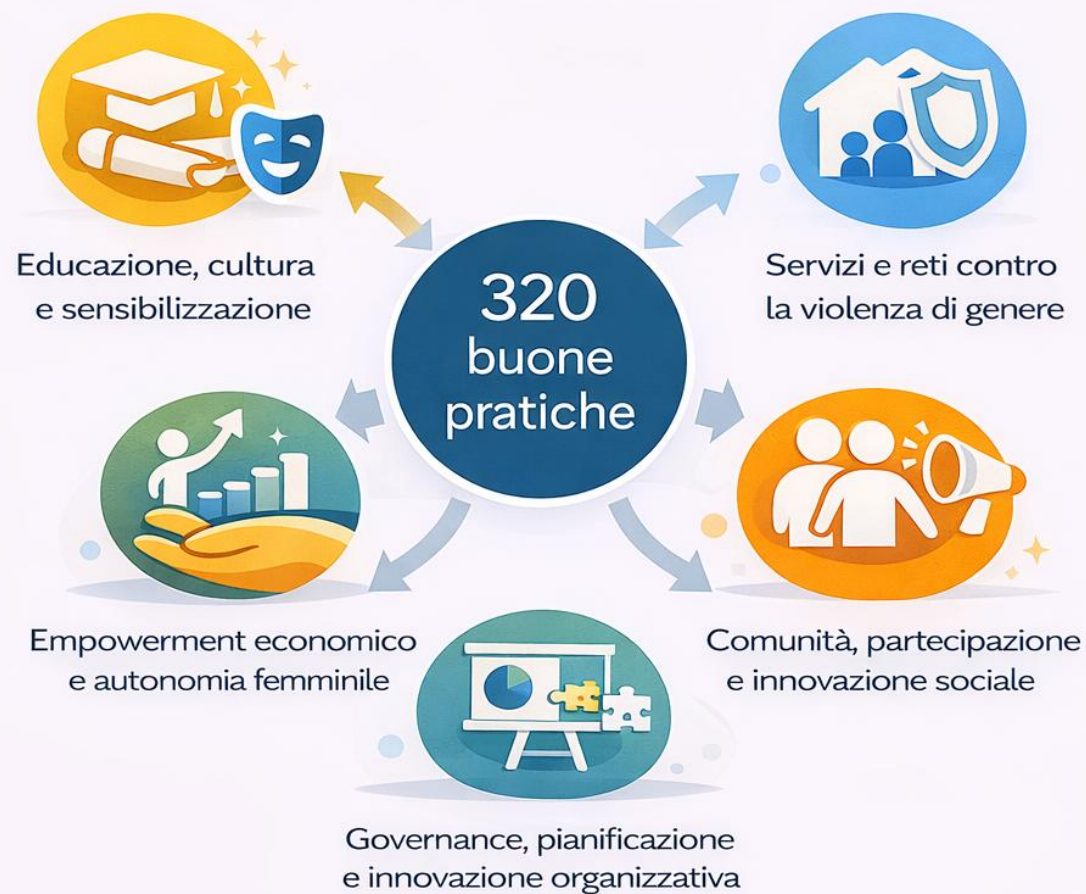 Educazione, cultura
e sensibilizzazione
Servizi e reti contro
la violenza di genere
320
buone
pratiche
Empowerment economico
e autonomia femminile
Comunità, partecipazione
e innovazione sociale
Governance, pianificazione
e innovazione organizzativa